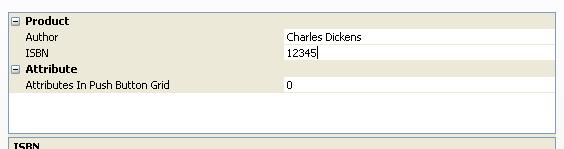 Product
Author Charles Dickens
ISBN 12345
Attribute
Attributes In Push Button Grid 0
ISBN